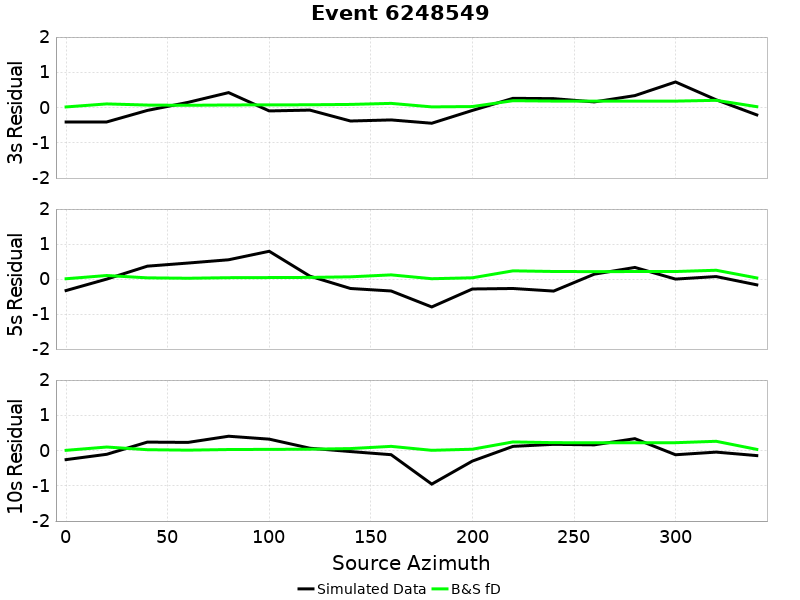 Event 6248549
3s Residual
2
1
0
-1
-2
5s Residual
2
1
0
-1
-2
10s Residual
2
1
0
-1
-2
0 50 100 150 200 250 300
Source Azimuth
Simulated Data B&S fD